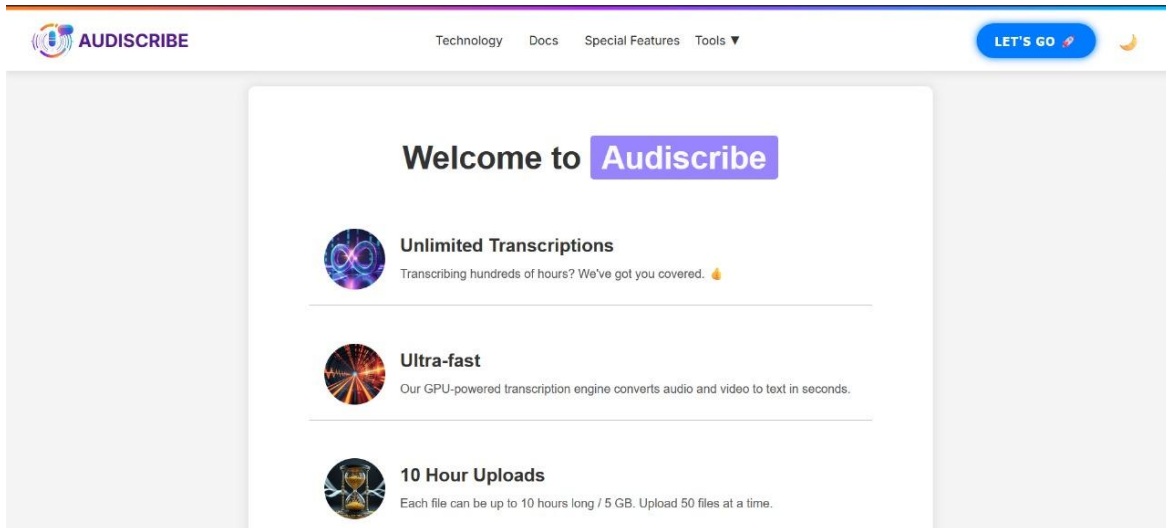 AUDISCRIBE
Technology Docs Special Features Tools ▼
LET'S GO 🚀
Welcome to Audiscribe
Unlimited Transcriptions
Transcribing hundreds of hours? We've got you covered. 👍
Ultra-fast
Our GPU-powered transcription engine converts audio and video to text in seconds.
10 Hour Uploads
Each file can be up to 10 hours long / 5 GB. Upload 50 files at a time.